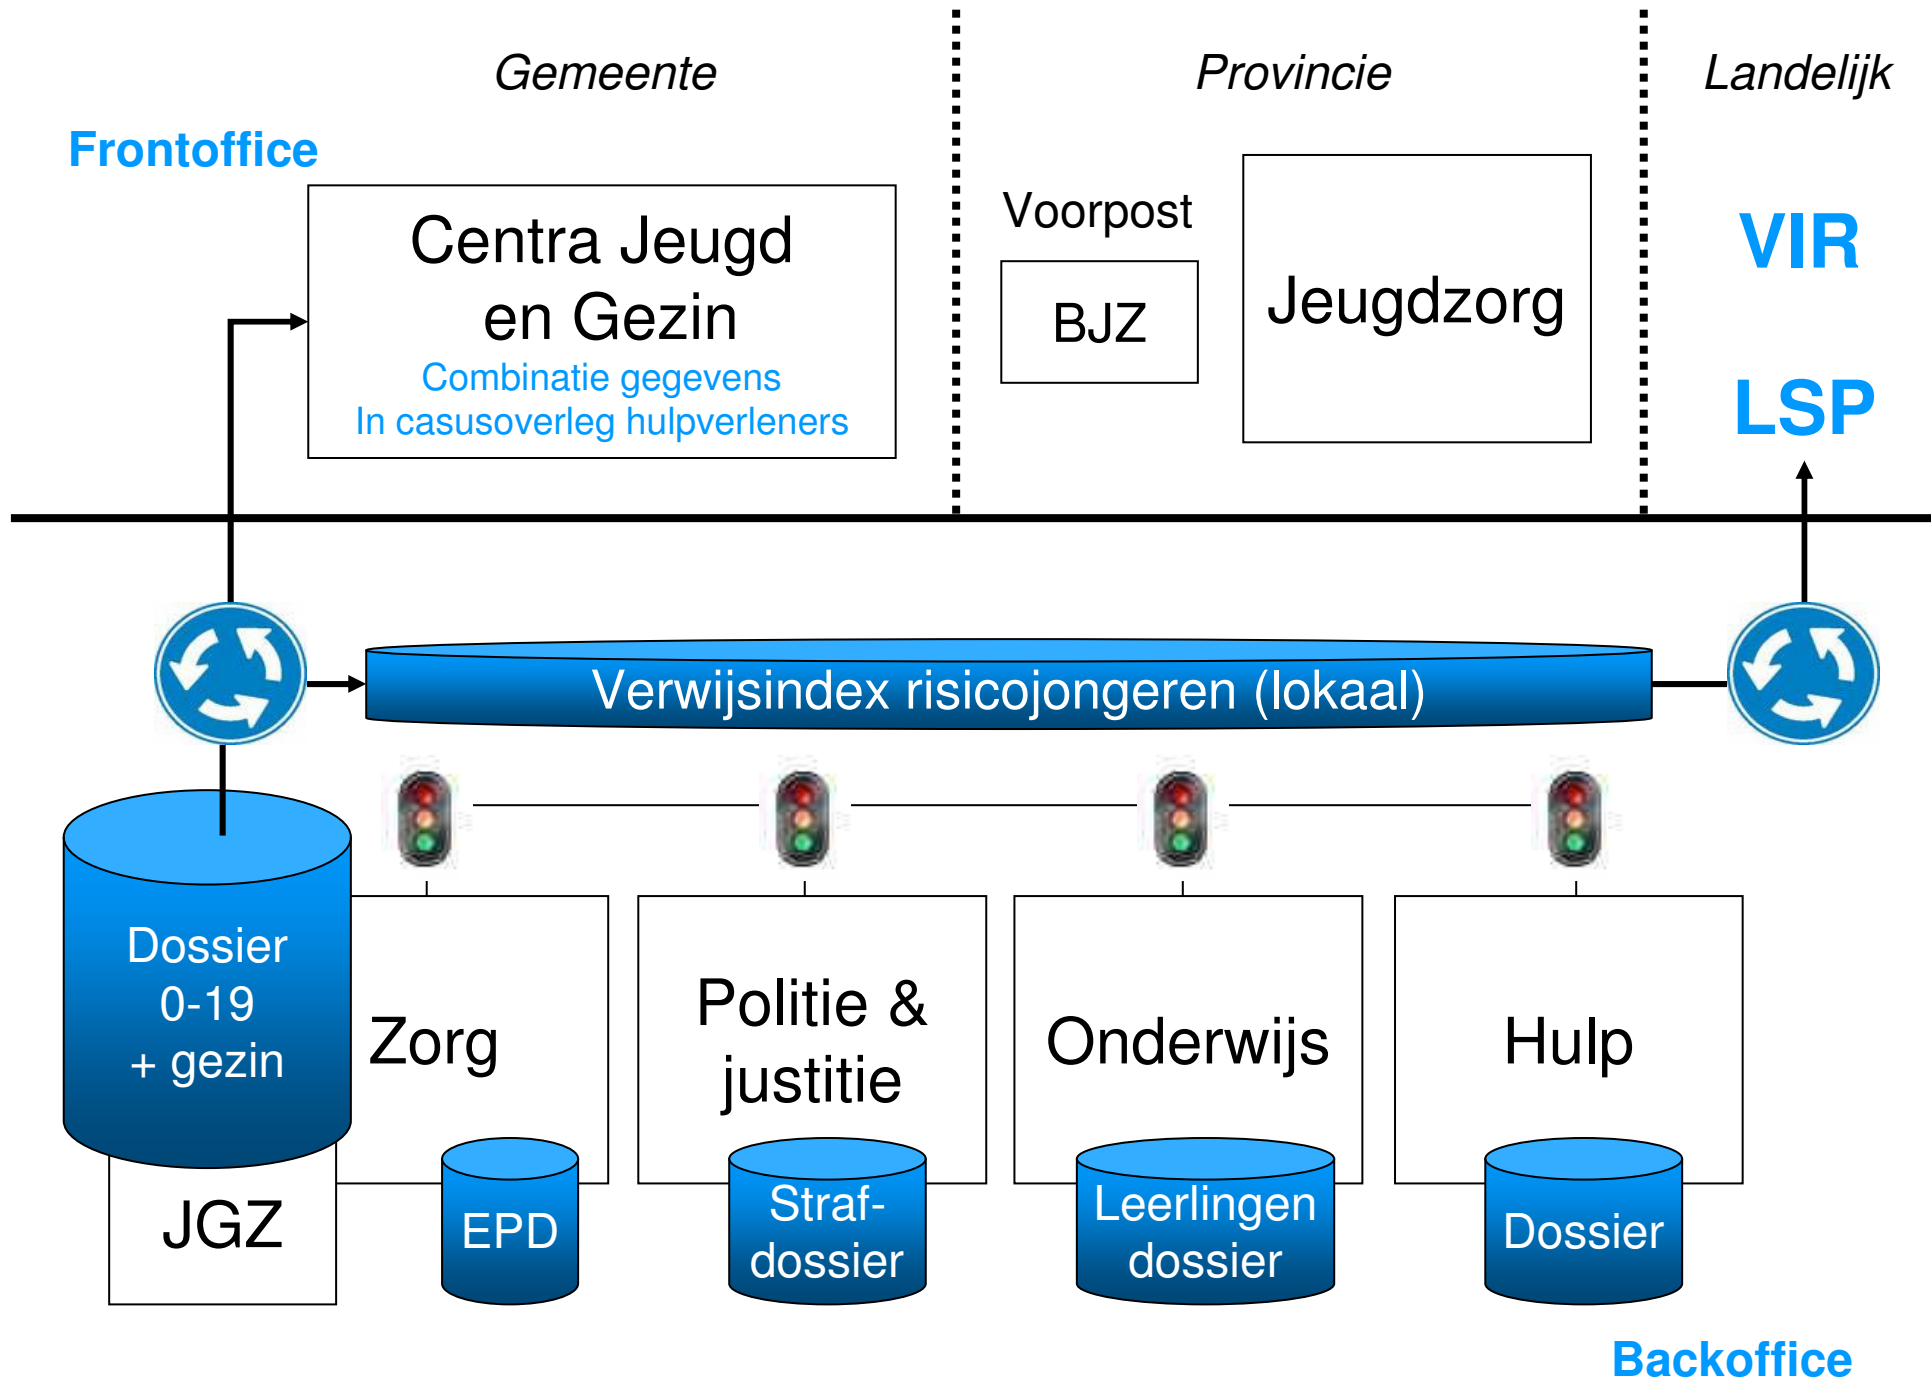 Gemeente
Provincie
Landelijk
Frontoffice
Centra Jeugd
en Gezin
Combinatie gegevens
In casusoverleg hulpverleners
Voorpost
BJZ
Jeugdzorg
VIR
LSP
Verwijsindex risicojongeren (lokaal)
Dossier
0-19
+ gezin
JGZ
Zorg
EPD
Politie &
justitie
Straf-
dossier
Onderwijs
Leerlingen
dossier
Hulp
Dossier
Backoffice